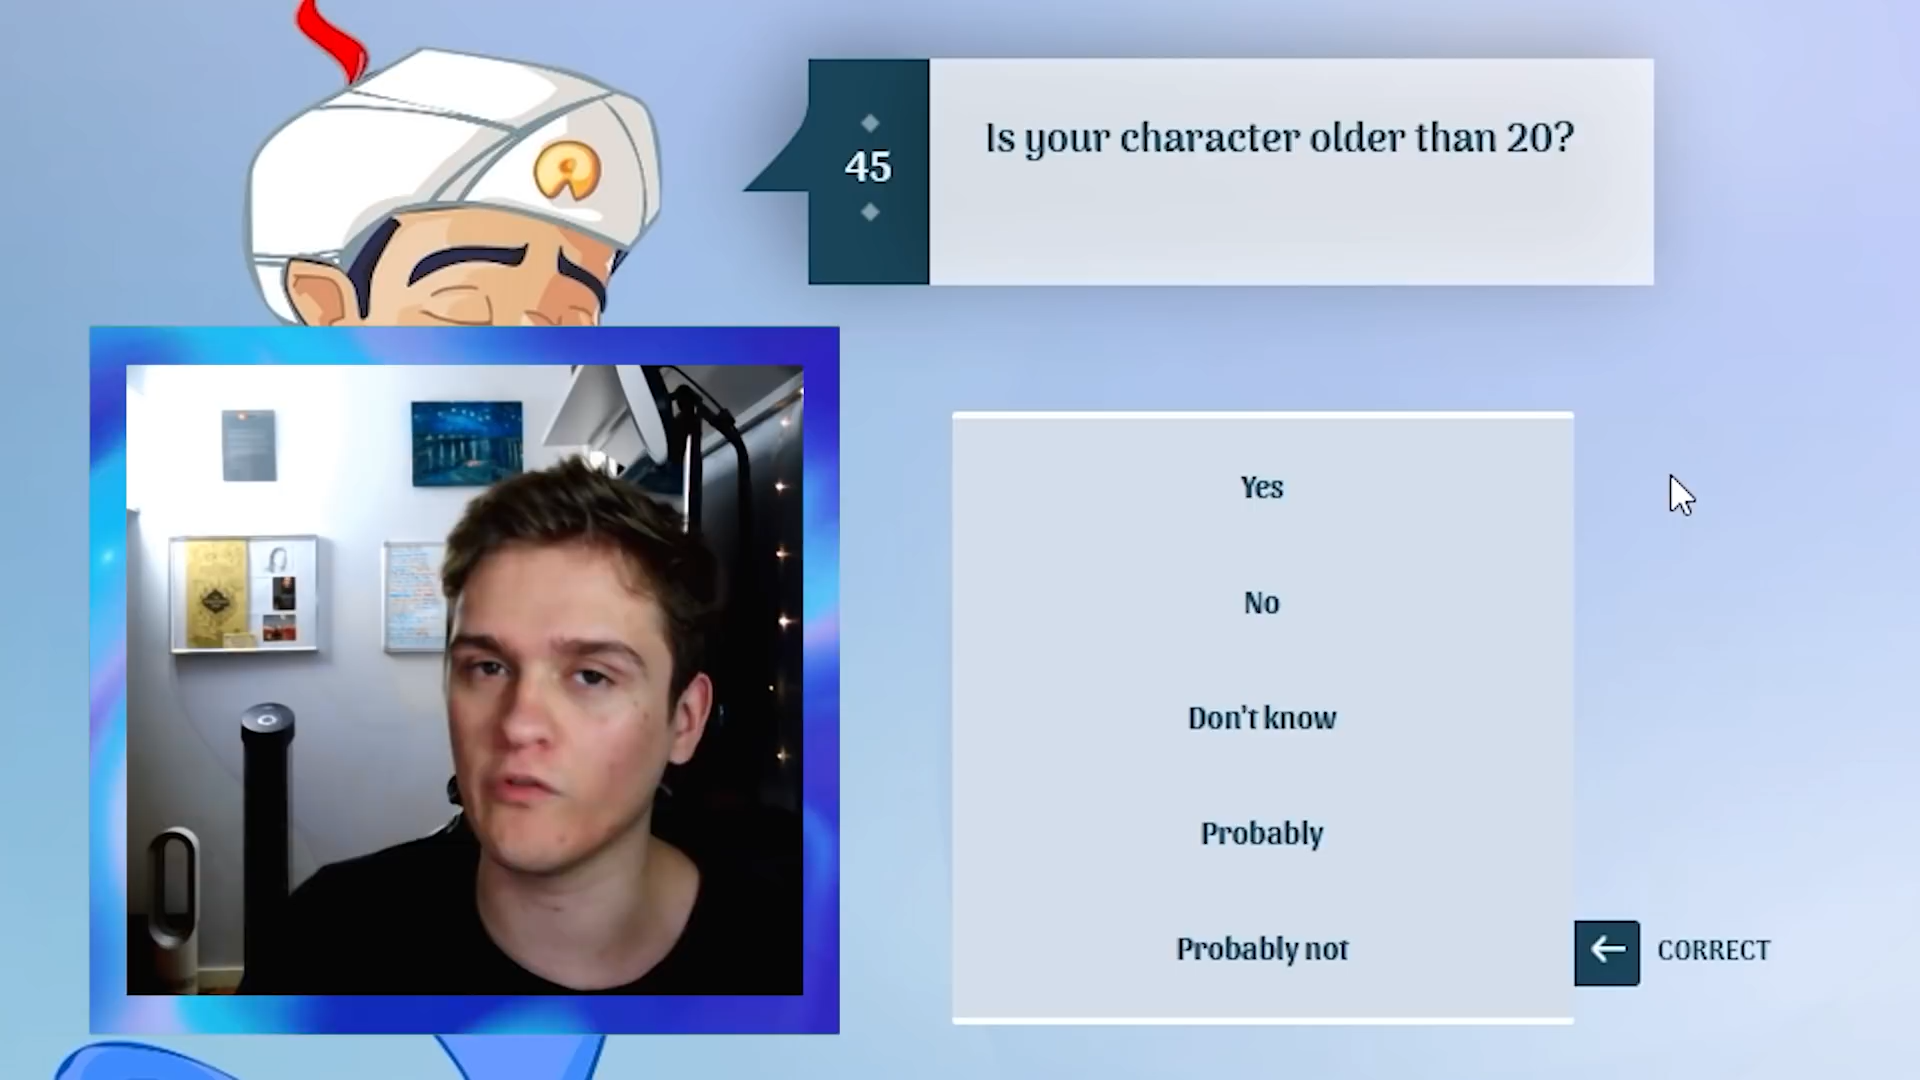 45
Is your character older than 20?
Yes
No
Don't know
Probably
Probably not
CORRECT